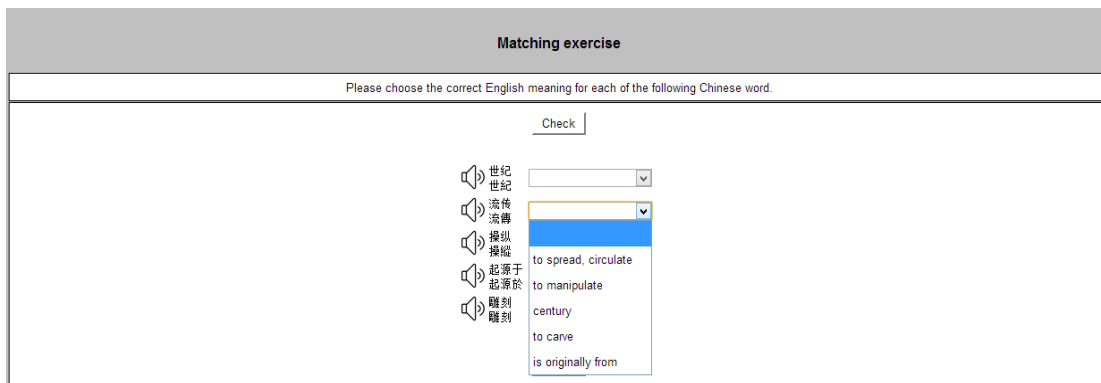 Matching exercise
Please choose the correct English meaning for each of the following Chinese word.
Check
世纪
世紀
流传
流傳
to spread, circulate
操纵
操縱
to manipulate
起源于
起源於
century
雕刻
雕刻
to carve
is originally from